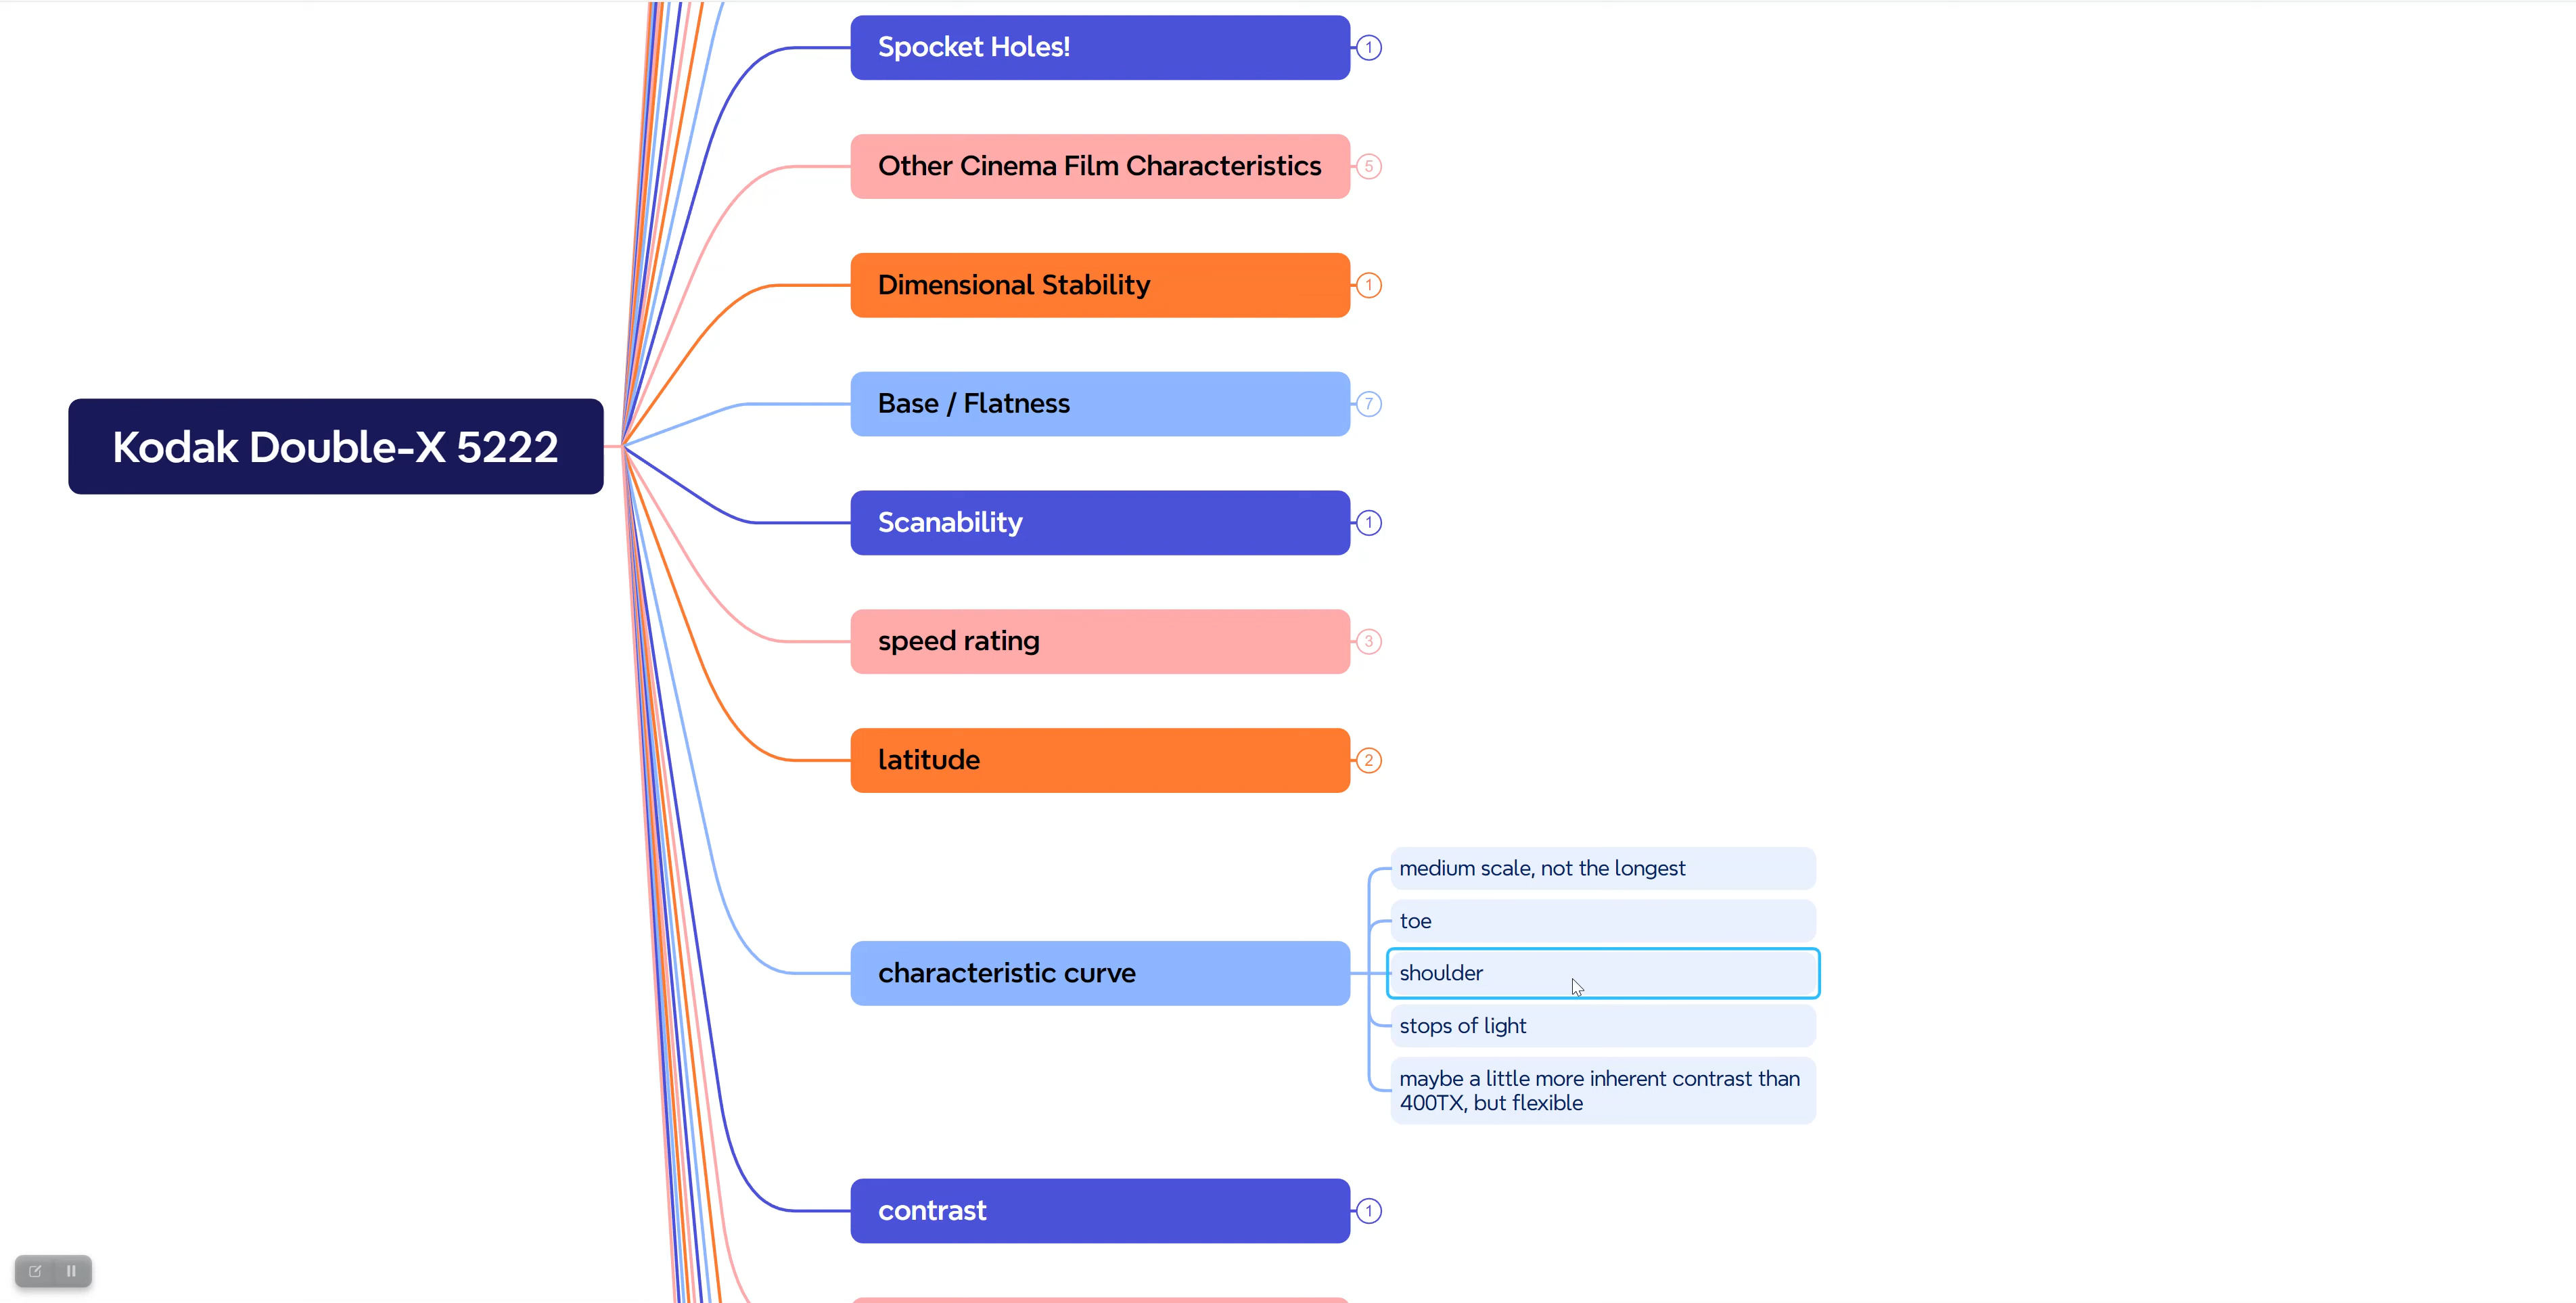 Spocket Holes!
1
Other Cinema Film Characteristics
5
Dimensional Stability
1
Base / Flatness
7
Kodak Double-X 5222
Scanability
1
speed rating
3
latitude
2
characteristic curve
medium scale, not the longest
toe
shoulder
stops of light
maybe a little more inherent contrast than
400TX, but flexible
contrast
1